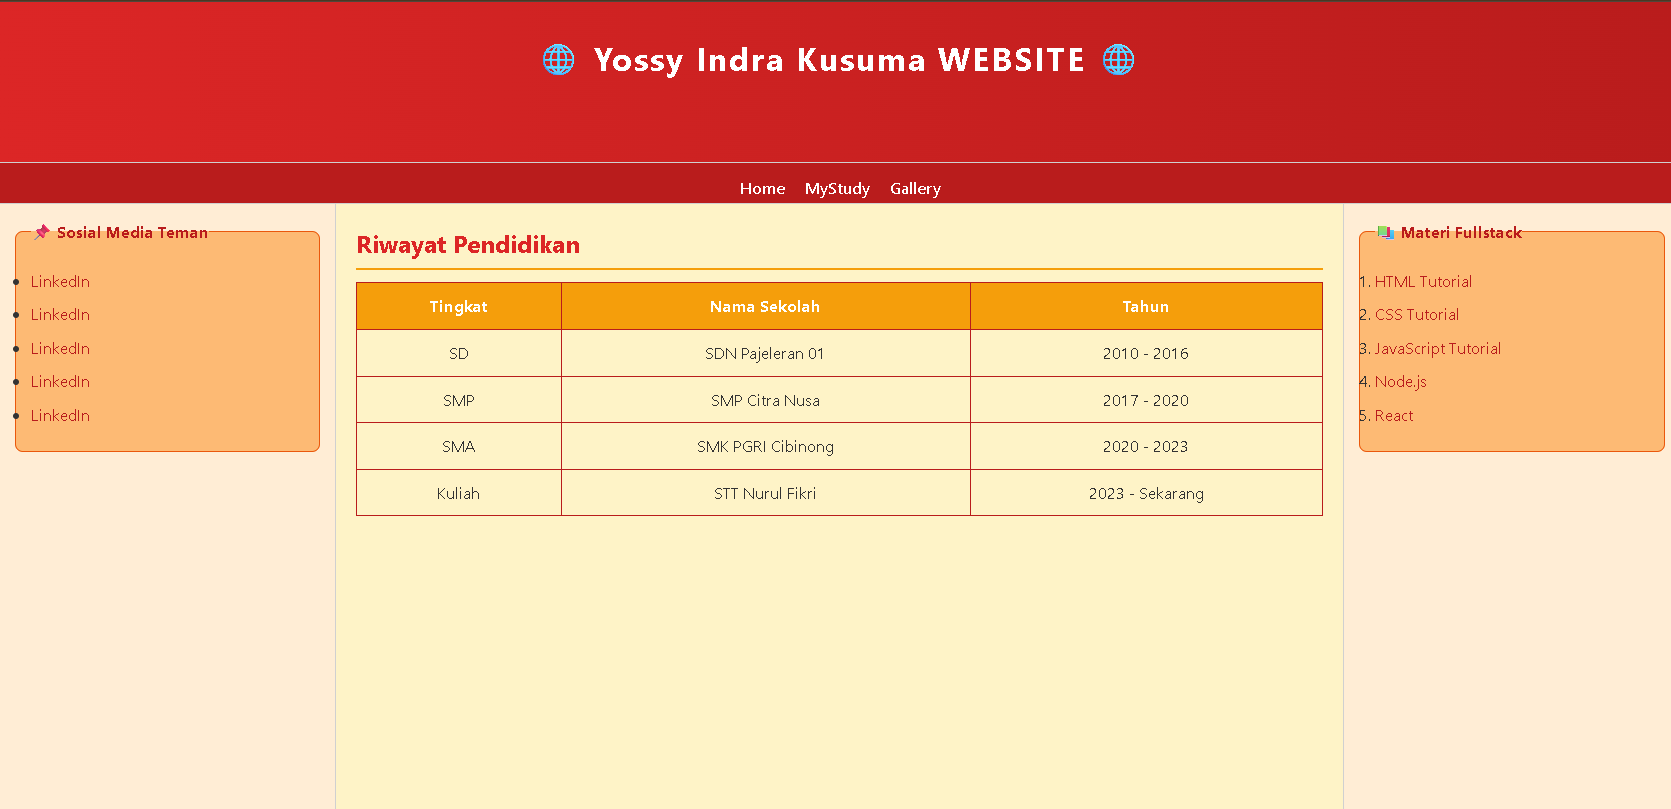 🌐 Yossy Indra Kusuma WEBSITE 🌐
Home MyStudy Gallery
📌 Sosial Media Teman
LinkedIn
LinkedIn
LinkedIn
LinkedIn
LinkedIn
Riwayat Pendidikan
Tingkat Nama Sekolah Tahun
SD SDN Pajeleran 01 2010 - 2016
SMP SMP Citra Nusa 2017 - 2020
SMA SMK PGRI Cibinong 2020 - 2023
Kuliah STT Nurul Fikri 2023 - Sekarang
📚 Materi Fullstack
1. HTML Tutorial
2. CSS Tutorial
3. JavaScript Tutorial
4. Node.js
5. React